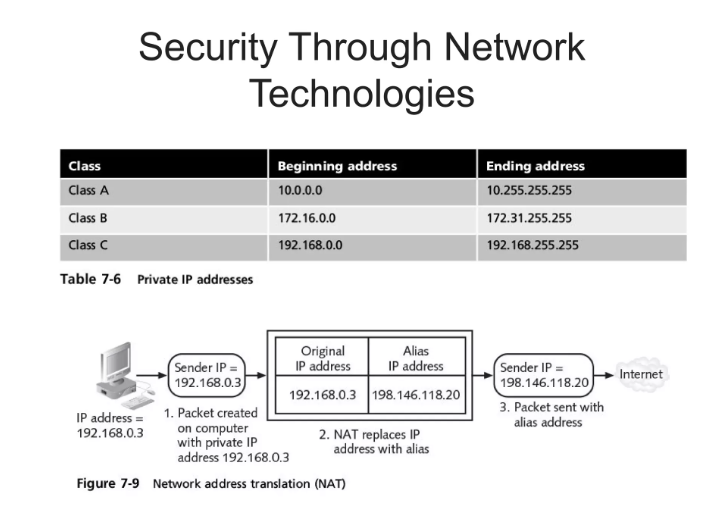 Security Through Network
Technologies
Class Beginning address Ending address
Class A 10.0.0.0 10.255.255.255
Class B 172.16.0.0 172.31.255.255
Class C 192.168.0.0 192.168.255.255
Table 7-6 Private IP addresses
IP address =
192.168.0.3
Sender IP =
192.168.0.3
1. Packet created
on computer
with private IP
address 192.168.0.3
Original
IP address
Alias
IP address
192.168.0.3 198.146.118.20
2. NAT replaces IP
address with alias
Sender IP =
198.146.118.20
3. Packet sent with
alias address
Internet
Figure 7-9 Network address translation (NAT)